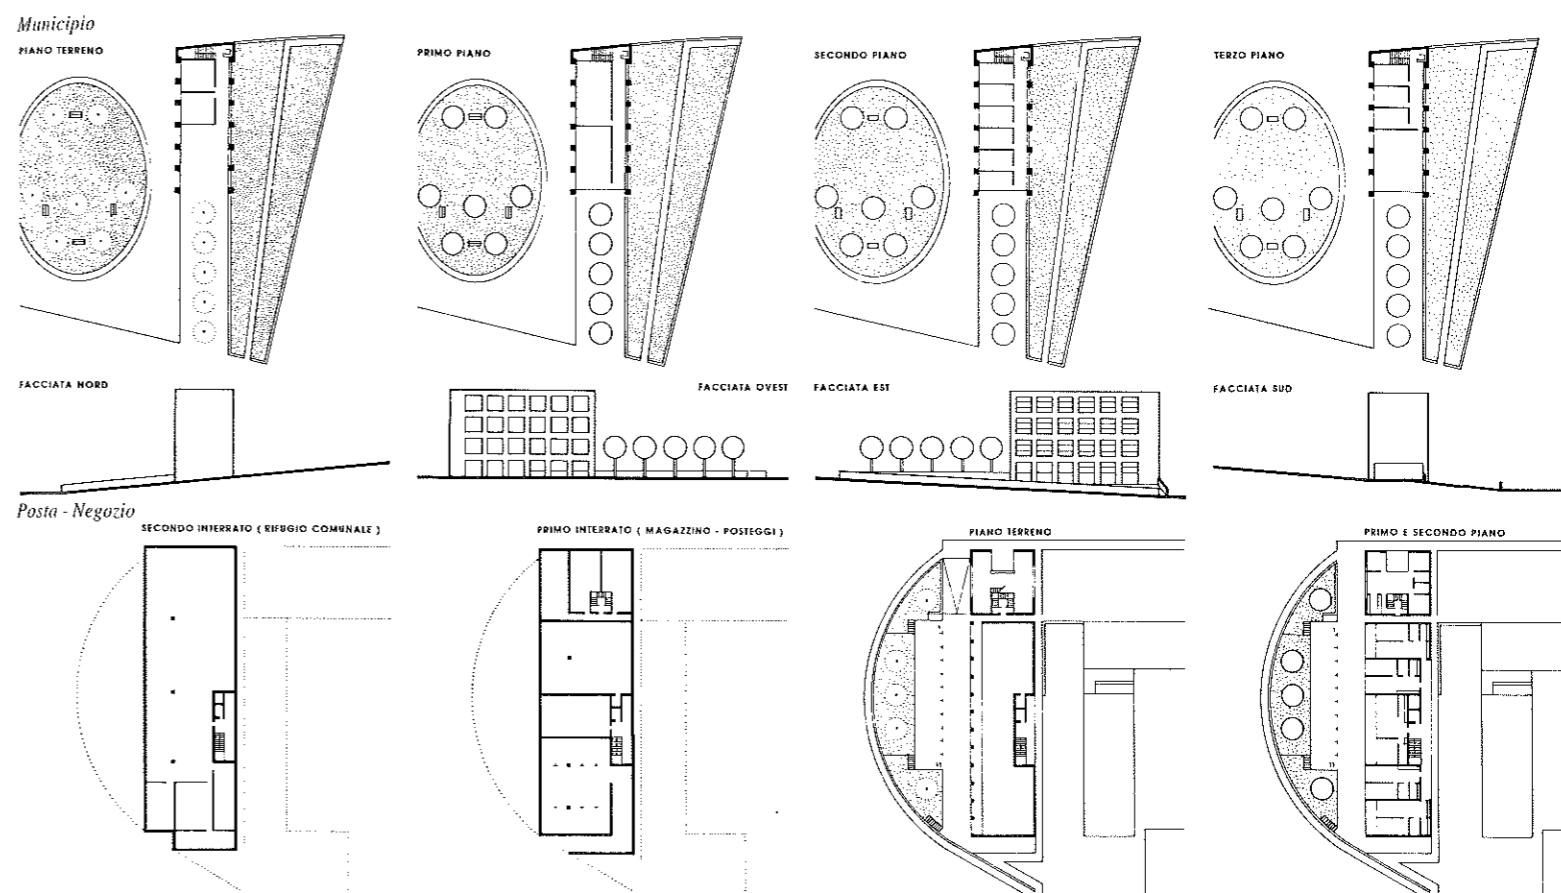 Municipio
PIANO TERRENO
PRIMO PIANO
SECONDO PIANO
TERZO PIANO
FACCIATA NORD
FACCIATA OVEST
FACCIATA EST
FACCIATA SUD
Posta - Negozio
SECONDO INTERRATO ( RIFUGIO COMUNALE )
PRIMO INTERRATO ( MAGAZZINO - POSTEGGI )
PIANO TERRENO
PRIMO E SECONDO PIANO